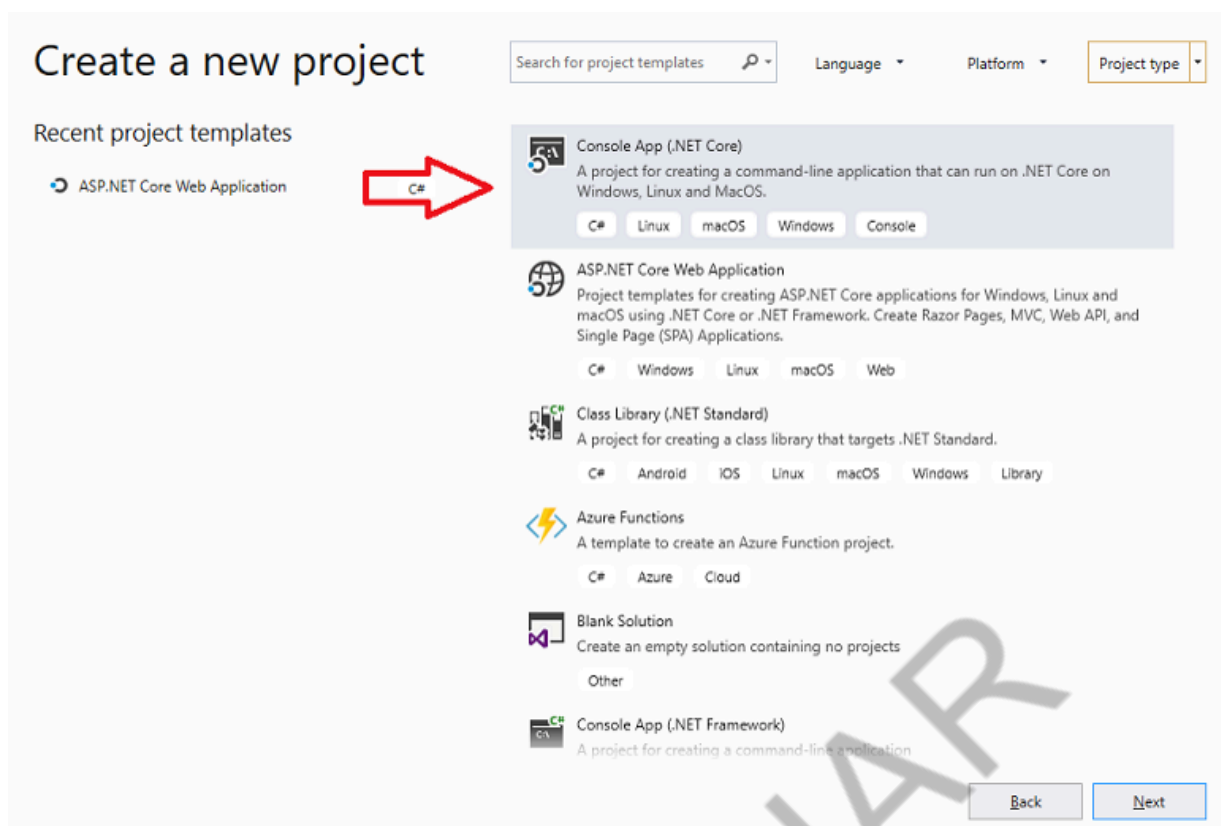 Create a new project
Search for project templates
Language
Platform
Project type
Recent project templates
ASP.NET Core Web Application
C#
Console App (.NET Core)
A project for creating a command-line application that can run on .NET Core on
Windows, Linux and MacOS.
C# Linux macOS Windows Console
ASP.NET Core Web Application
Project templates for creating ASP.NET Core applications for Windows, Linux and
macOS using .NET Core or .NET Framework. Create Razor Pages, MVC, Web API, and
Single Page (SPA) Applications.
C# Windows Linux macOS Web
C#
Class Library (.NET Standard)
A project for creating a class library that targets .NET Standard.
C# Android iOS Linux macOS Windows Library
Azure Functions
A template to create an Azure Function project.
C# Azure Cloud
Blank Solution
Create an empty solution containing no projects
Other
C#
Console App (.NET Framework)
A project for creating a command-line application
Back
Next